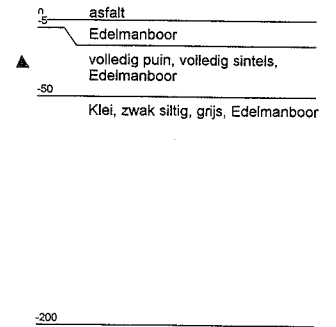 0
asfalt
-5
Edelmanboor
volledig puin, volledig sintels,
Edelmanboor
-50
Klei, zwak siltig, grijs, Edelmanboor
-200